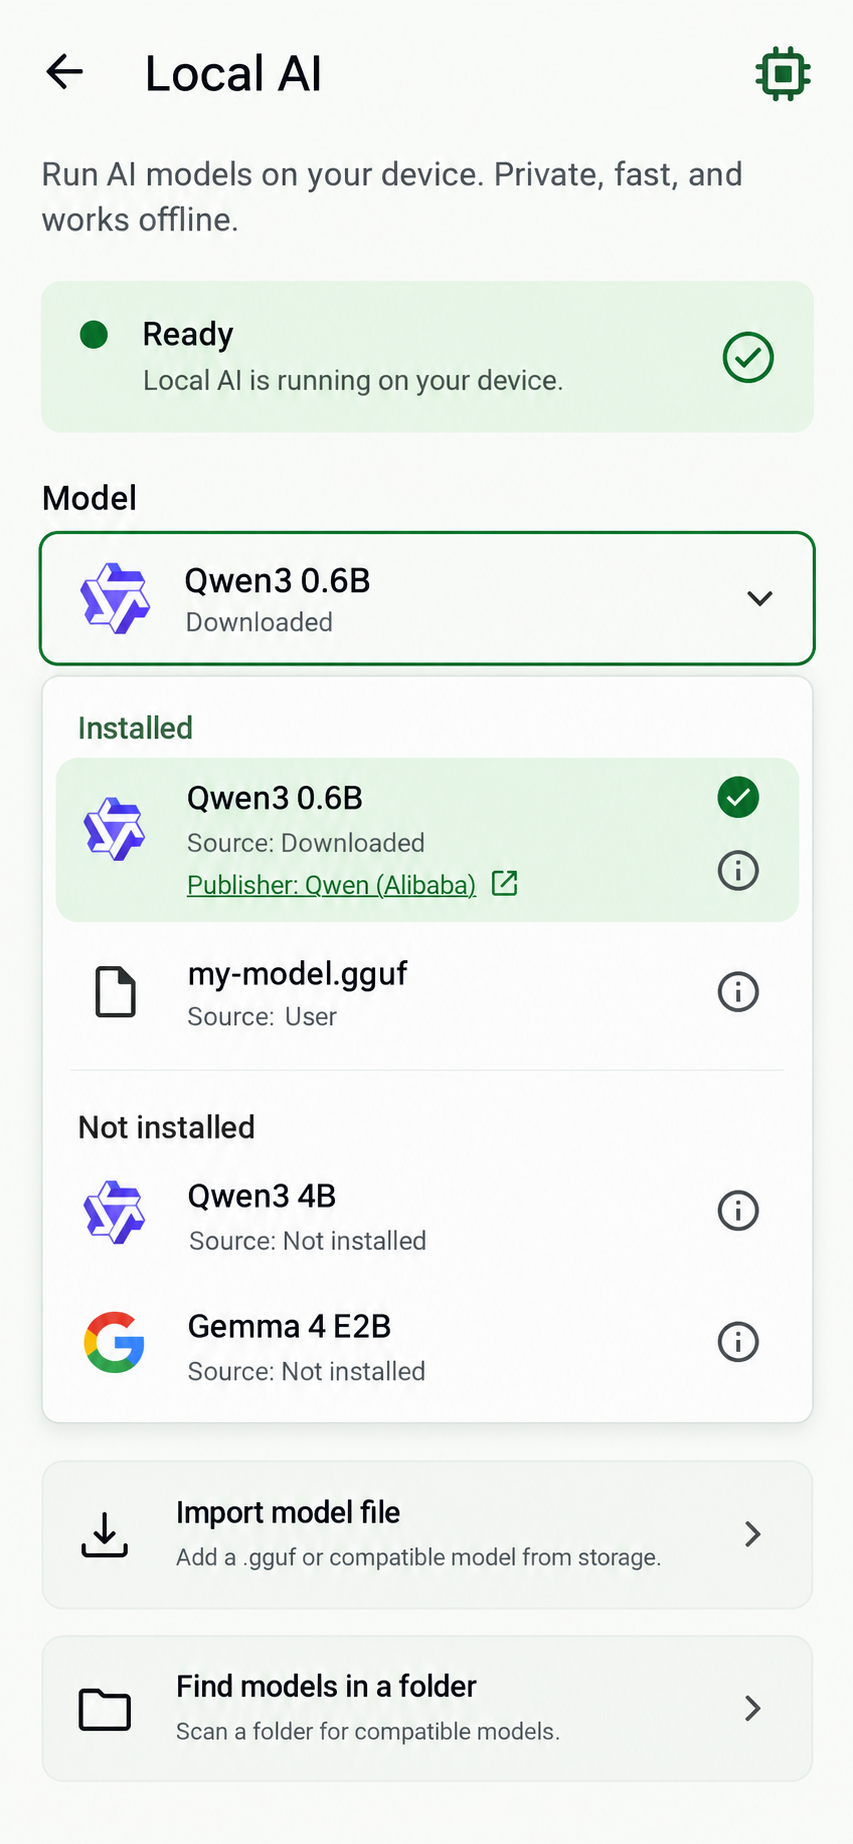 Local AI
Run AI models on your device. Private, fast, and
works offline.
Ready
Local AI is running on your device.
Model
Qwen3 0.6B
Downloaded
Installed
Qwen3 0.6B
Source: Downloaded
Publisher: Qwen (Alibaba)
my-model.gguf
Source: User
Not installed
Qwen3 4B
Source: Not installed
Gemma 4 E2B
Source: Not installed
Import model file
Add a .gguf or compatible model from storage.
Find models in a folder
Scan a folder for compatible models.